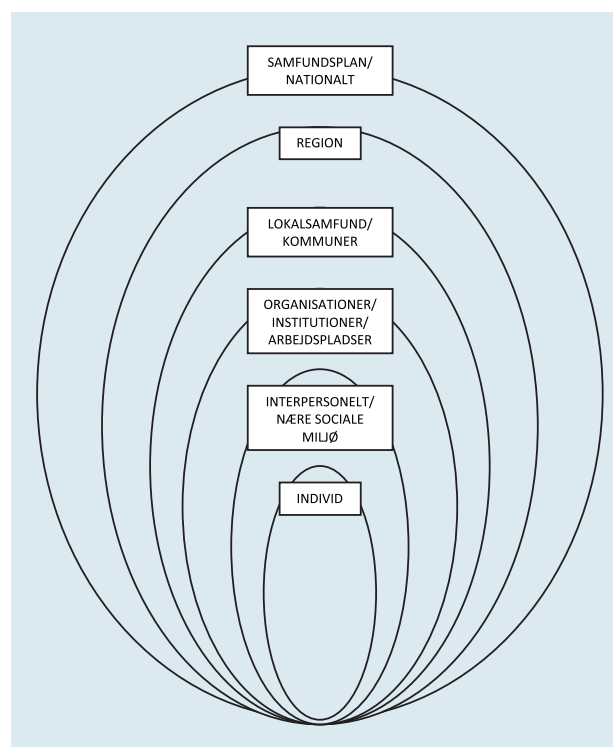 SAMFUNDSPLAN/
NATIONALT
REGION
LOKALSAMFUND/
KOMMUNER
ORGANISATIONER/
INSTITUTIONER/
ARBEJDSPLADSER
INTERPERSONELT/
NÆRE SOCIALE
MILJØ
INDIVID